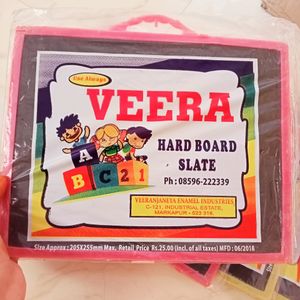 Use Always
VEERA
HARD BOARD
SLATE
Ph : 08596-222339
A
B C 2 1
VEERANJANEYA ENAMEL INDUSTRIES
C-121, INDUSTRIAL ESTATE,
MARKAPUR - 523 316.
Size Approx : 205X255mm Max. Retail Price Rs.25.00 (incl. of all taxes) MFD : 06/2018